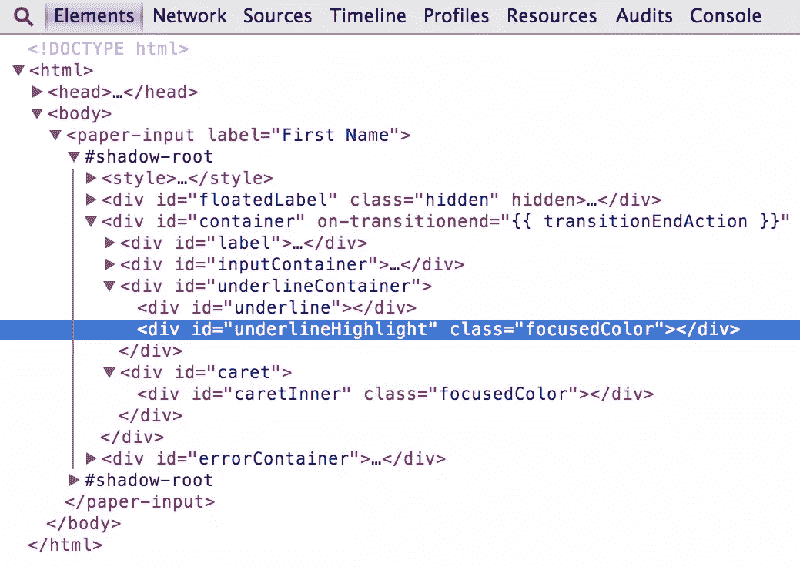 Elements Network Sources Timeline Profiles Resources Audits Console
<!DOCTYPE html>
<html>
<head>…</head>
<body>
<paper-input label="First Name">
#shadow-root
<style>…</style>
<div id="floatedLabel" class="hidden" hidden>…</div>
<div id="container" on-transitionend="{{ transitionEndAction }}"
<div id="label">…</div>
<div id="inputContainer">…</div>
<div id="underlineContainer">
<div id="underline"></div>
<div id="underlineHighlight" class="focusedColor"></div>
</div>
<div id="caret">
<div id="caretInner" class="focusedColor"></div>
</div>
</div>
<div id="errorContainer">…</div>
#shadow-root
</paper-input>
</body>
</html>